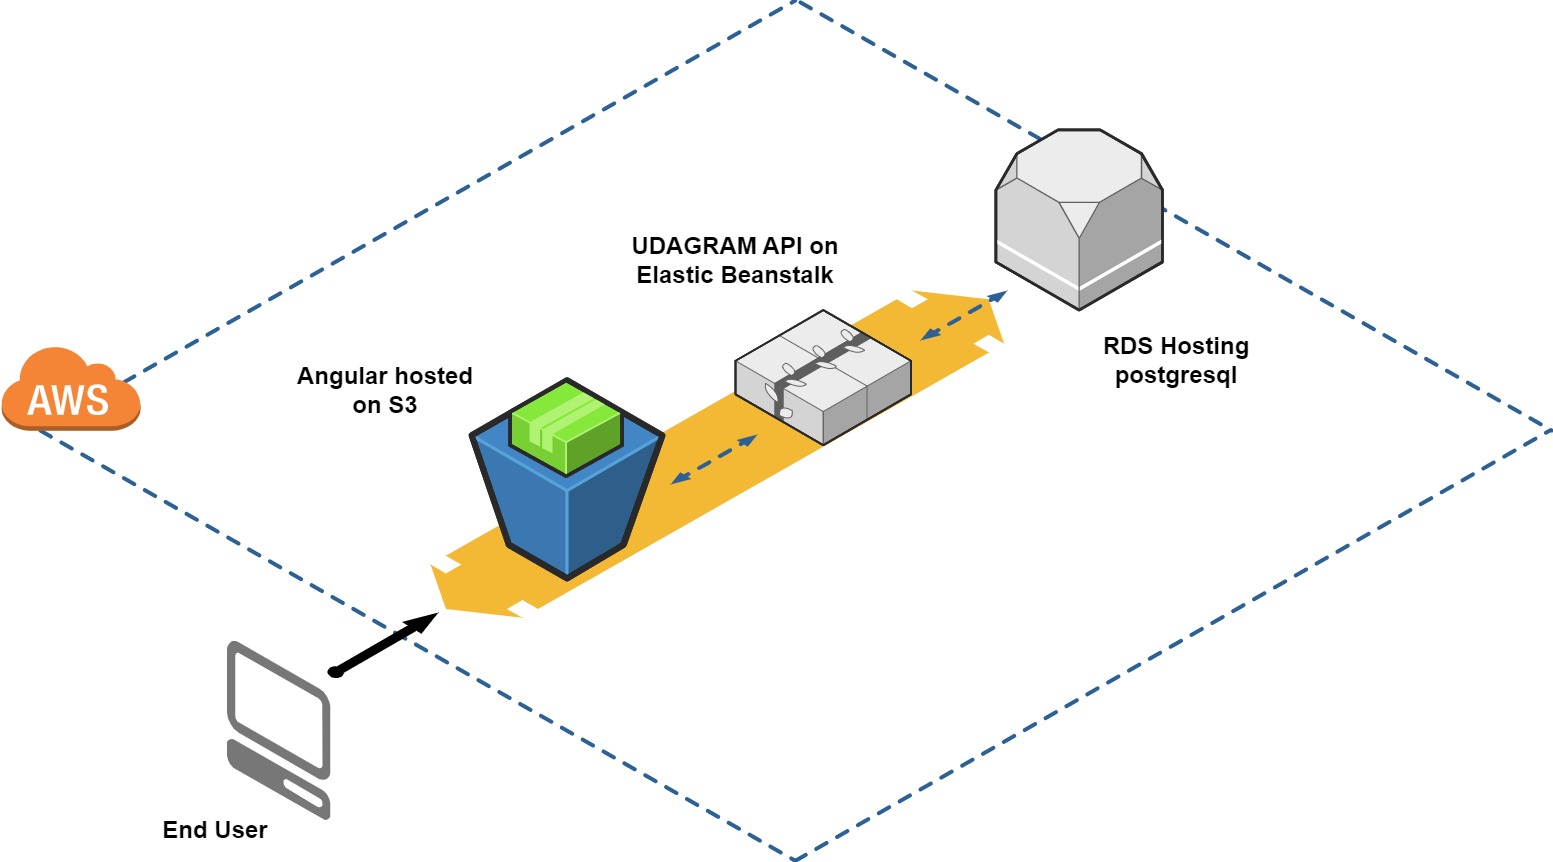 UDAGRAM API on
Elastic Beanstalk
RDS Hosting
postgresql
Angular hosted
on S3
AWS
End User